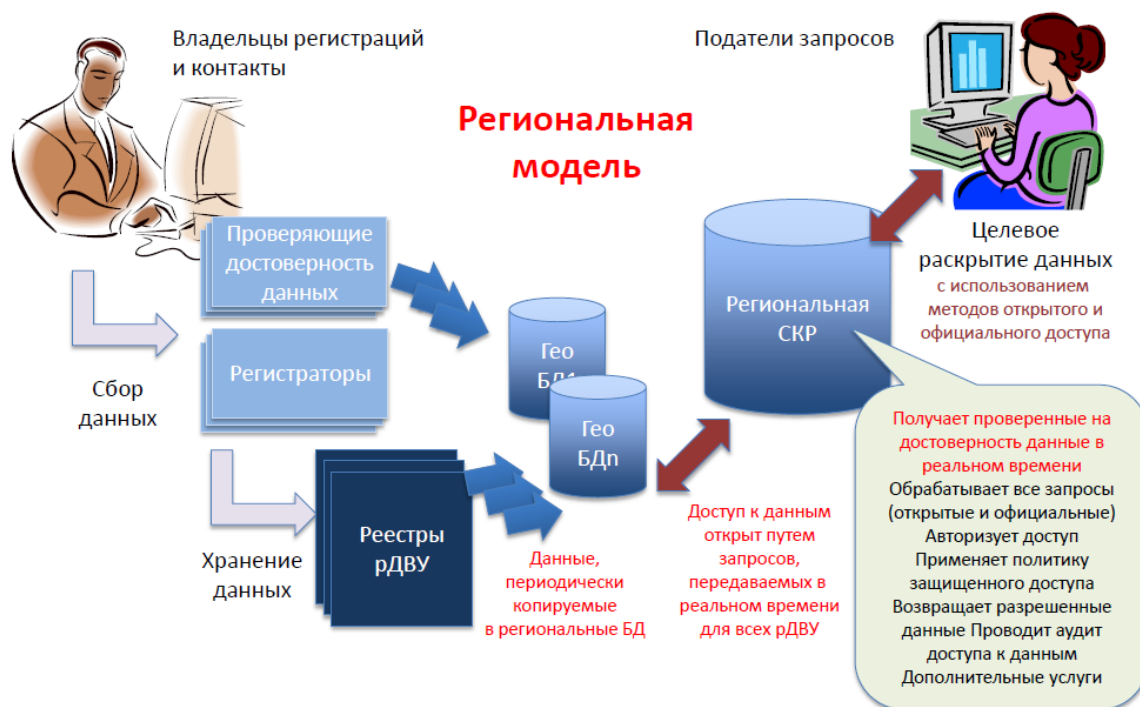 Владельцы регистраций
и контакты
Податели запросов
Региональная
модель
Проверяющие
достоверность
данных
Регистраторы
Сбор
данных
Гео
БД1
Гео
БДn
Региональная
СКР
Целевое
раскрытие данных
с использованием
методов открытого и
официального доступа
Хранение
данных
Реестры
рДВУ
Данные,
периодически
копируемые
в региональные БД
Доступ к данным
открыт путем
запросов,
передаваемых в
реальном времени
для всех рДВУ
Получает проверенные на
достоверность данные в
реальном времени
Обрабатывает все запросы
(открытые и официальные)
Авторизует доступ
Применяет политику
защищенного доступа
Возвращает разрешенные
данные Проводит аудит
доступа к данным
Дополнительные услуги